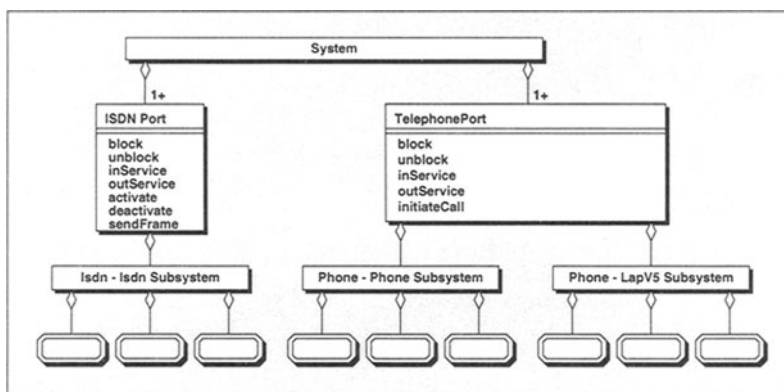 System
1+
1+
ISDN Port
block
unblock
inService
outService
activate
deactivate
sendFrame
TelephonePort
block
unblock
inService
outService
initiateCall
Isdn - Isdn Subsystem
Phone - Phone Subsystem
Phone - LapV5 Subsystem